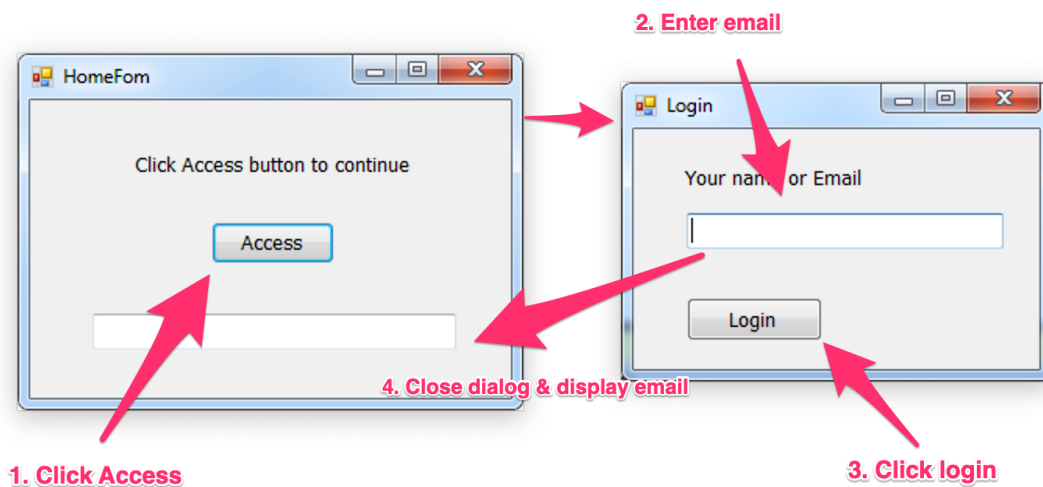 2. Enter email
HomeFom
Login
Click Access button to continue
Your name or Email
Access
Login
4. Close dialog & display email
1. Click Access
3. Click login